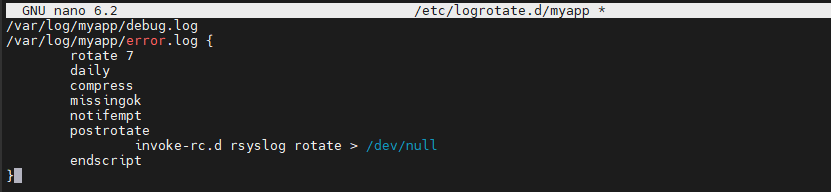 GNU nano 6.2 /etc/logrotate.d/myapp *
/var/log/myapp/debug.log
/var/log/myapp/error.log {
rotate 7
daily
compress
missingok
notifempt
postrotate
invoke-rc.d rsyslog rotate > /dev/null
endscript
}